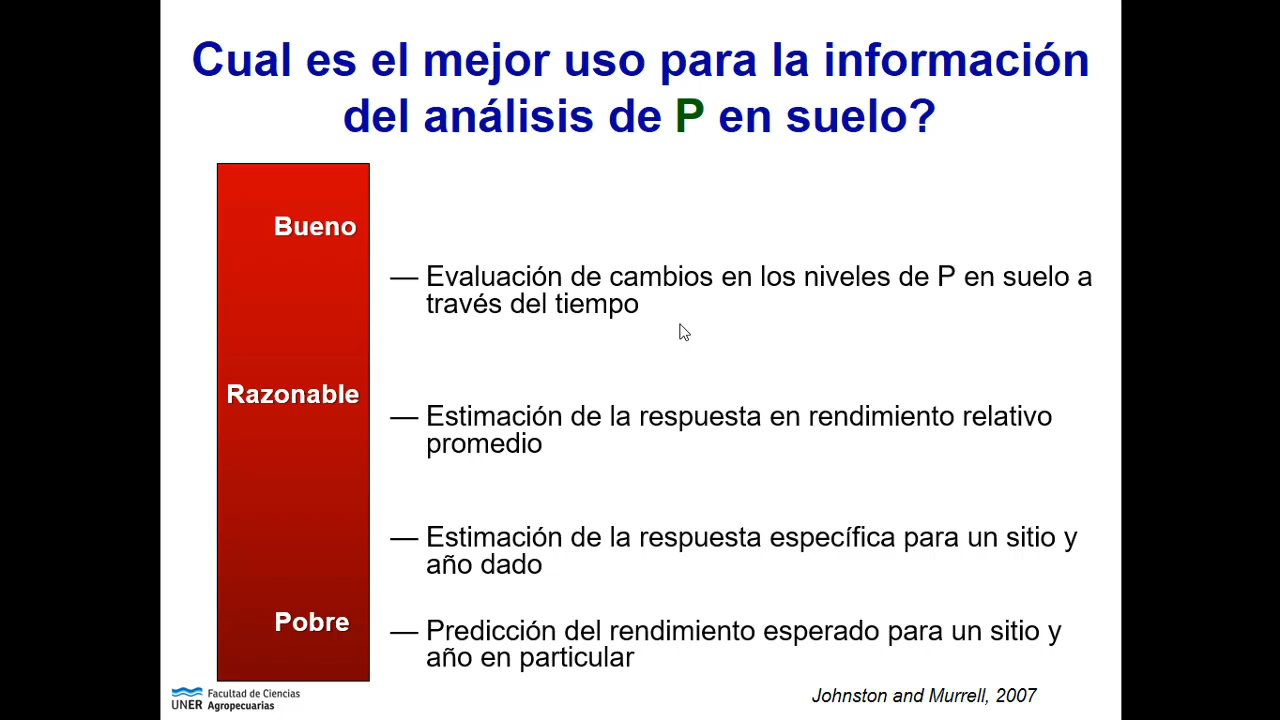 Cual es el mejor uso para la información
del análisis de P en suelo?
Bueno
— Evaluación de cambios en los niveles de P en suelo a
través del tiempo
Razonable
— Estimación de la respuesta en rendimiento relativo
promedio
— Estimación de la respuesta específica para un sitio y
año dado
Pobre
— Predicción del rendimiento esperado para un sitio y
año en particular
UNER Facultad de Ciencias
Agropecuarias
Johnston and Murrell, 2007